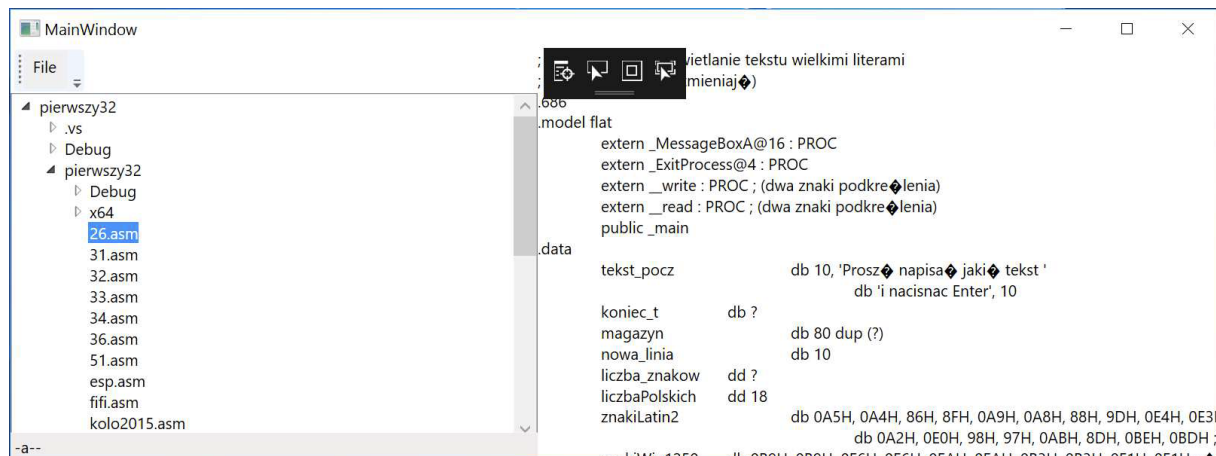 MainWindow
File
pierwszy32
.vs
Debug
pierwszy32
Debug
x64
26.asm
31.asm
32.asm
33.asm
34.asm
36.asm
51.asm
esp.asm
fifi.asm
kolo2015.asm
-a--
; ietlanie tekstu wielkimi literami
; zmieniaj�)
.686
.model flat
extern _MessageBoxA@16 : PROC
extern _ExitProcess@4 : PROC
extern __write : PROC ; (dwa znaki podkre�lenia)
extern __read : PROC ; (dwa znaki podkre�lenia)
public _main
.data
tekst_pocz db 10, 'Prosz� napisa� jaki� tekst '
db 'i nacisnac Enter', 10
koniec_t db ?
magazyn db 80 dup (?)
nowa_linia db 10
liczba_znakow dd ?
liczbaPolskich dd 18
znakiLatin2 db 0A5H, 0A4H, 86H, 8FH, 0A9H, 0A8H, 88H, 9DH, 0E4H, 0E3H
db 0A2H, 0E0H, 98H, 97H, 0ABH, 8DH, 0BEH, 0BDH ;